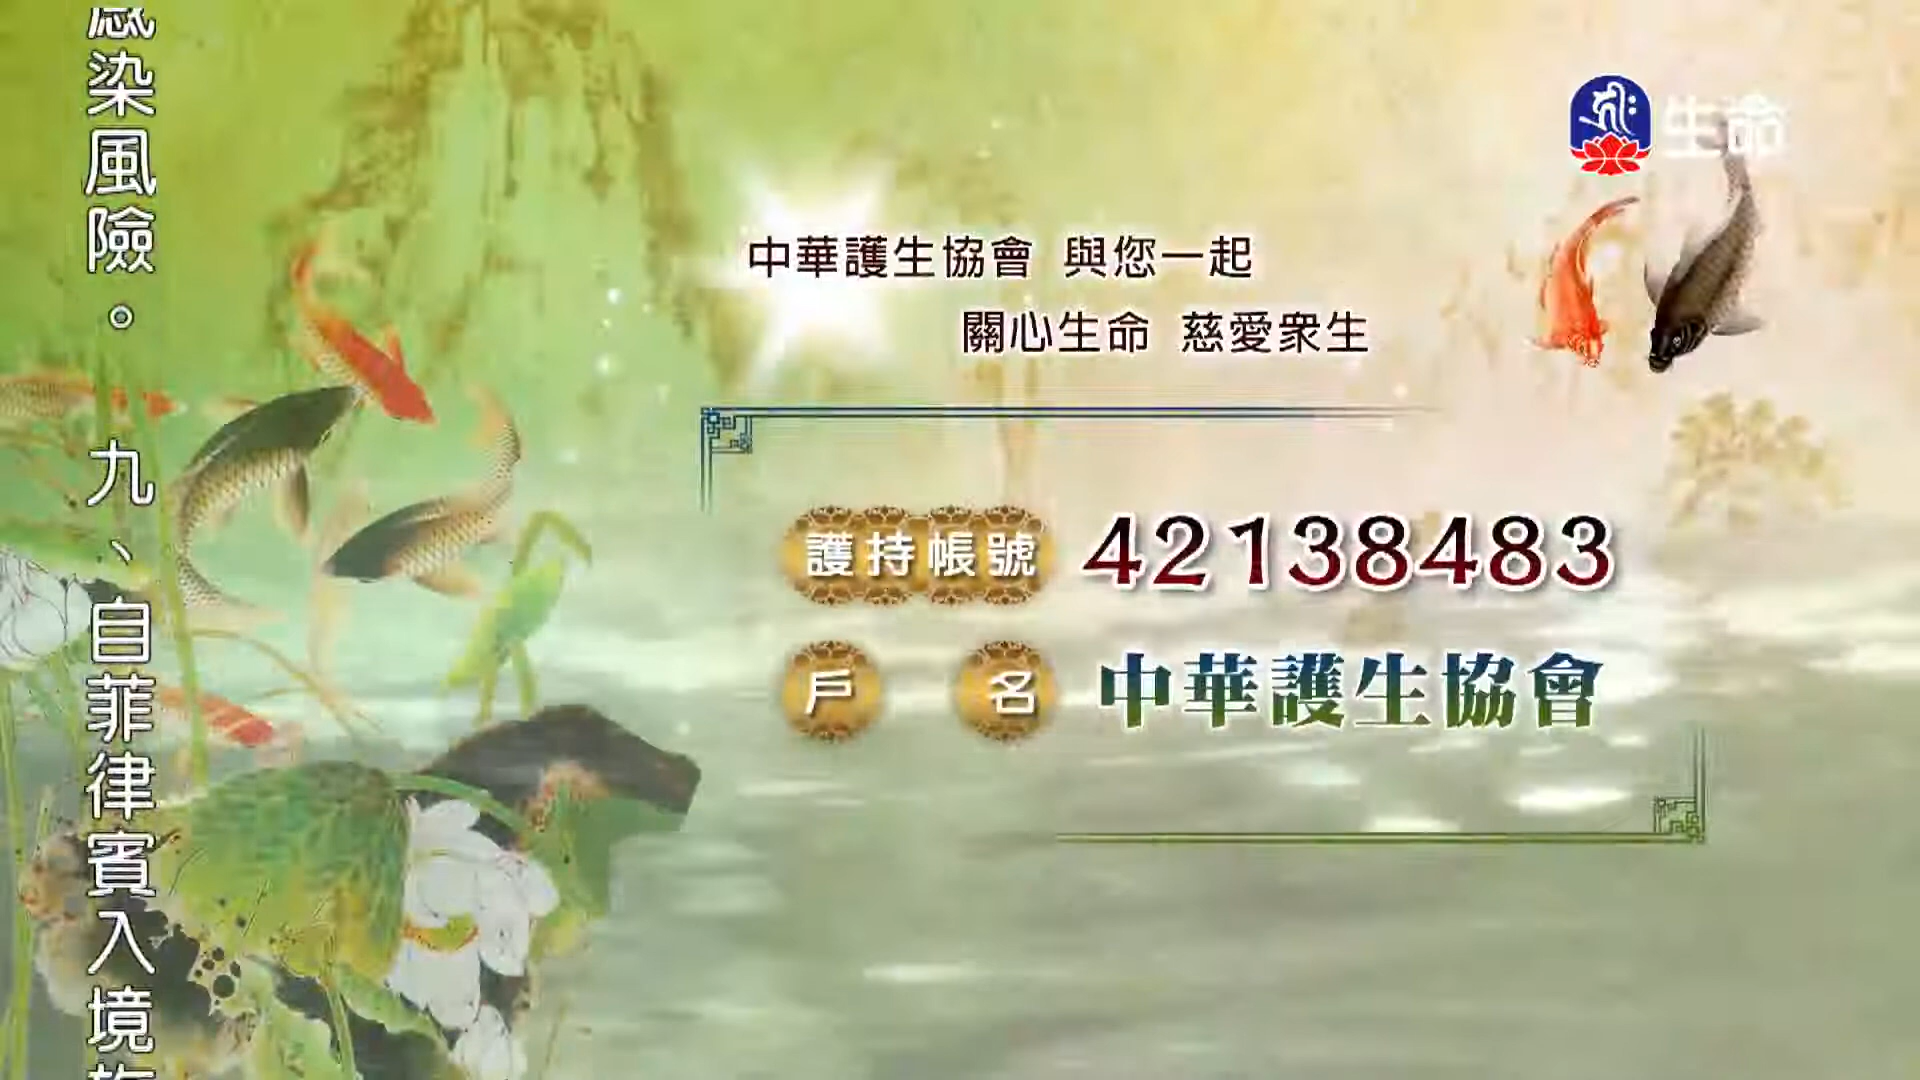 感染風險。 九、自菲律賓入境旅
生命
中華護生協會 與您一起
關心生命 慈愛眾生
護持帳號 42138483
戶名 中華護生協會